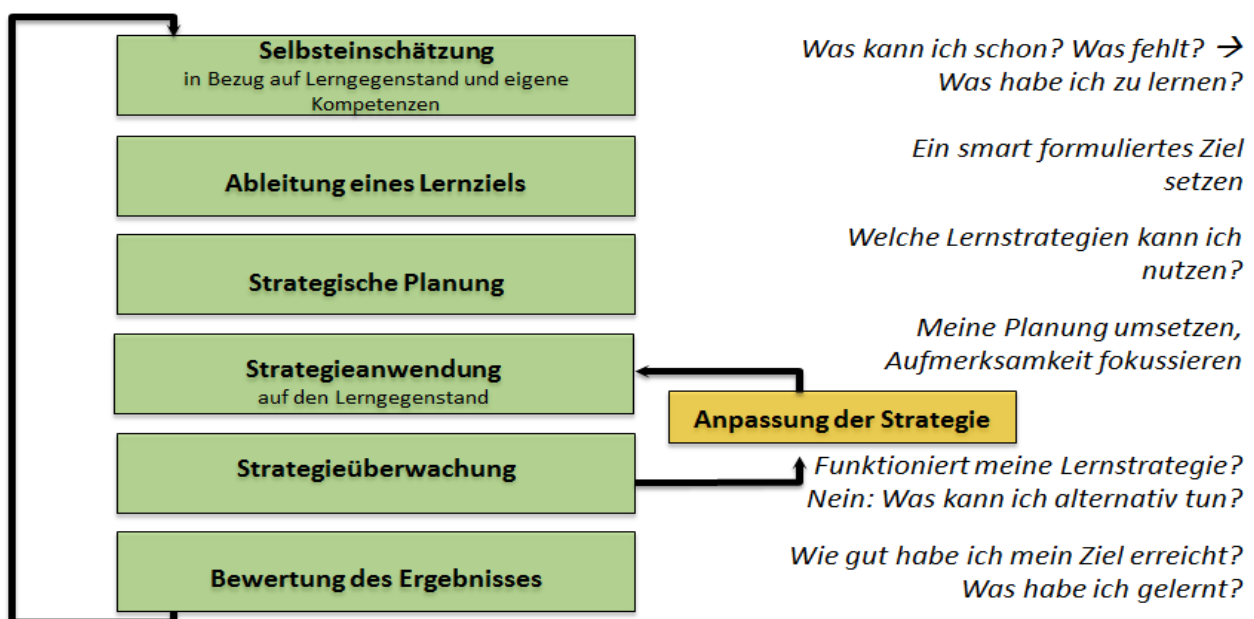 Selbsteinschätzung
in Bezug auf Lerngegenstand und eigene
Kompetenzen
Was kann ich schon? Was fehlt? →
Was habe ich zu lernen?
Ableitung eines Lernziels
Ein smart formuliertes Ziel
setzen
Strategische Planung
Welche Lernstrategien kann ich
nutzen?
Strategieanwendung
auf den Lerngegenstand
Meine Planung umsetzen,
Aufmerksamkeit fokussieren
Anpassung der Strategie
Strategieüberwachung
Funktioniert meine Lernstrategie?
Nein: Was kann ich alternativ tun?
Bewertung des Ergebnisses
Wie gut habe ich mein Ziel erreicht?
Was habe ich gelernt?